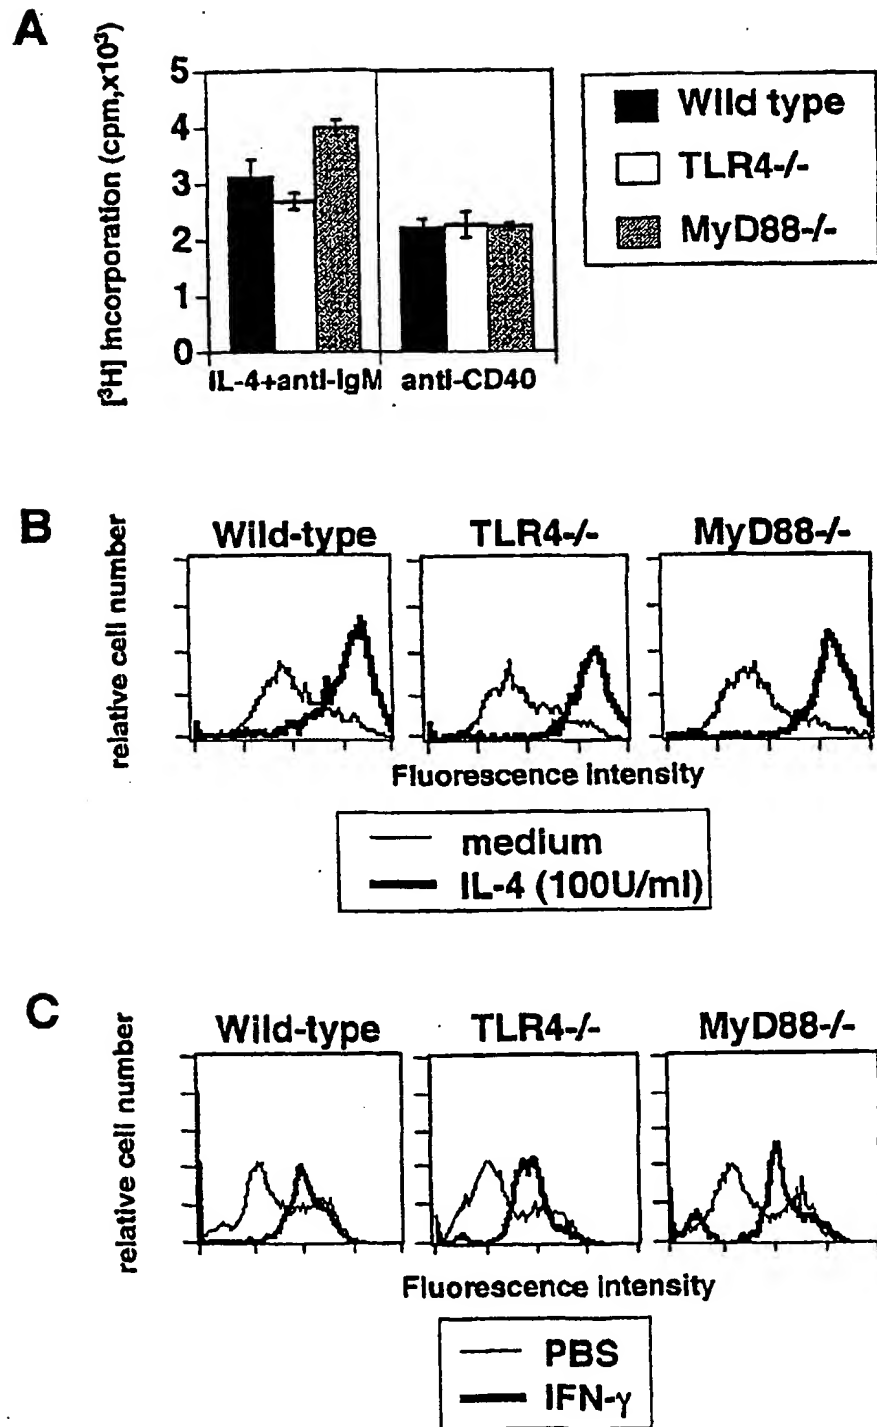 A
[³H] incorporation (cpm,x10³)
5
4
3
2
1
0
IL-4+anti-IgM
anti-CD40
Wild type
TLR4-/-
MyD88-/-
B
relative cell number
Wild-type
TLR4-/-
MyD88-/-
Fluorescence intensity
medium
IL-4 (100U/ml)
C
relative cell number
Wild-type
TLR4-/-
MyD88-/-
Fluorescence intensity
PBS
IFN-γ